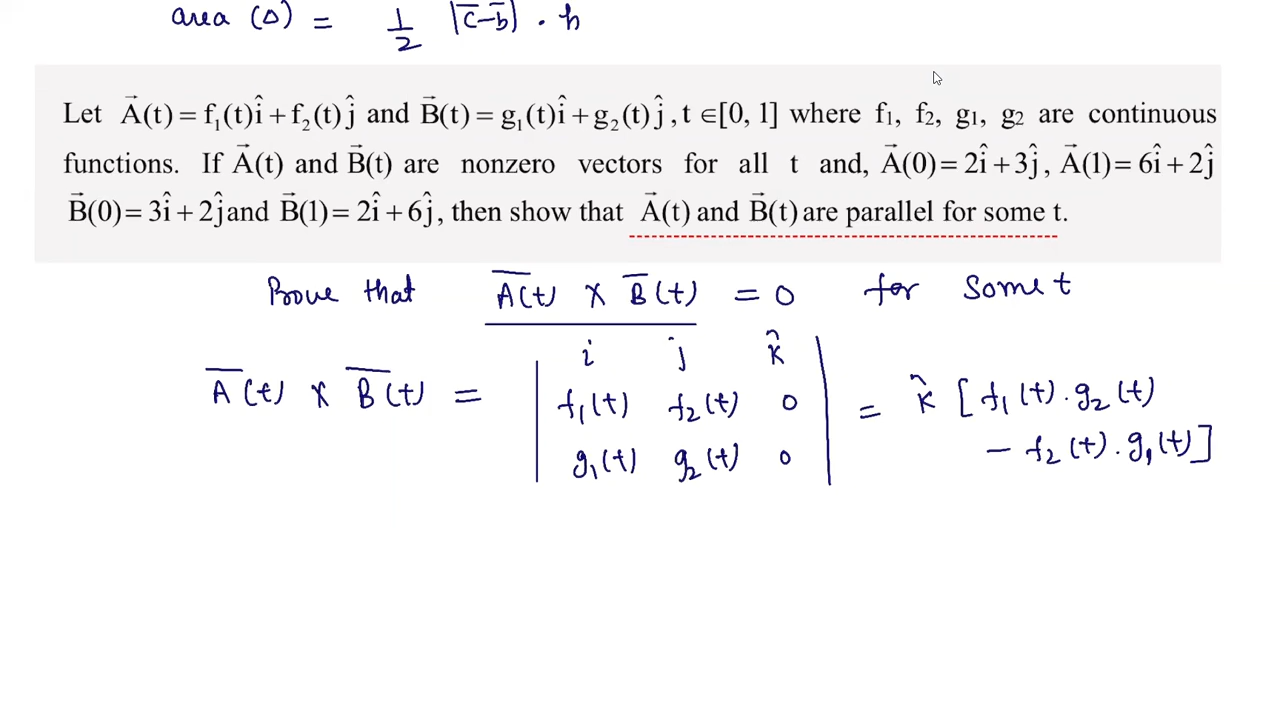 area (Δ) = 1/2 |c̅-b̅| . h
Let A⃗(t) = f₁(t)î + f₂(t)ĵ and B⃗(t) = g₁(t)î + g₂(t)ĵ, t ∈[0, 1] where f₁, f₂, g₁, g₂ are continuous
functions. If A⃗(t) and B⃗(t) are nonzero vectors for all t and, A⃗(0) = 2î + 3ĵ, A⃗(1) = 6î + 2ĵ
B⃗(0) = 3î + 2ĵ and B⃗(1) = 2î + 6ĵ, then show that A⃗(t) and B⃗(t) are parallel for some t.
Prove that A̅(t) × B̅(t) = 0 for some t
i j k̂
A̅(t) × B̅(t) = | f₁(t) f₂(t) 0 | = k̂ [f₁(t).g₂(t)
g₁(t) g₂(t) 0 - f₂(t).g₁(t)]